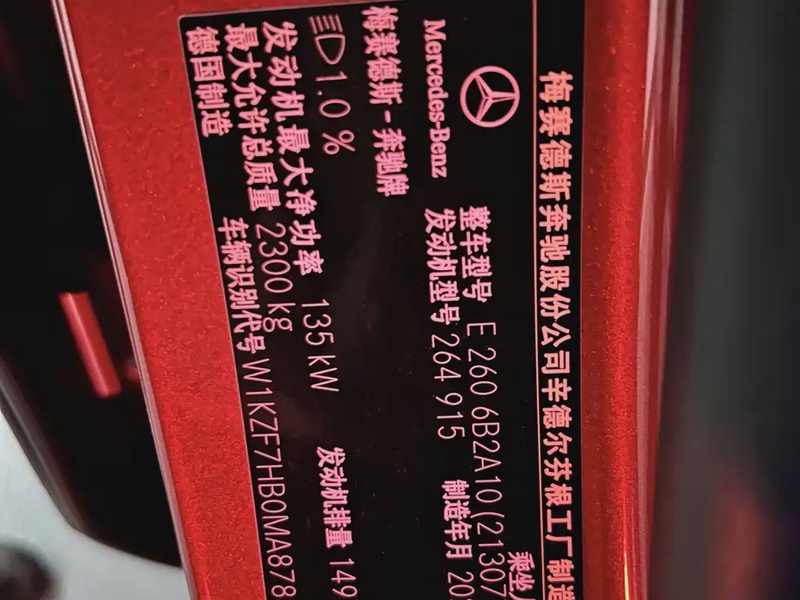 梅赛德斯奔驰股份公司辛德尔芬根工厂制造
Mercedes-Benz
整车型号 E 260 6B2A10 (21307
乘坐
发动机型号 264 915
制造年月 20
梅赛德斯-奔驰牌
1.0 %
发动机最大净功率 135 kW
发动机排量 149
最大允许总质量 2300 kg
德国制造
车辆识别代号 W1KZF7HB0MA878